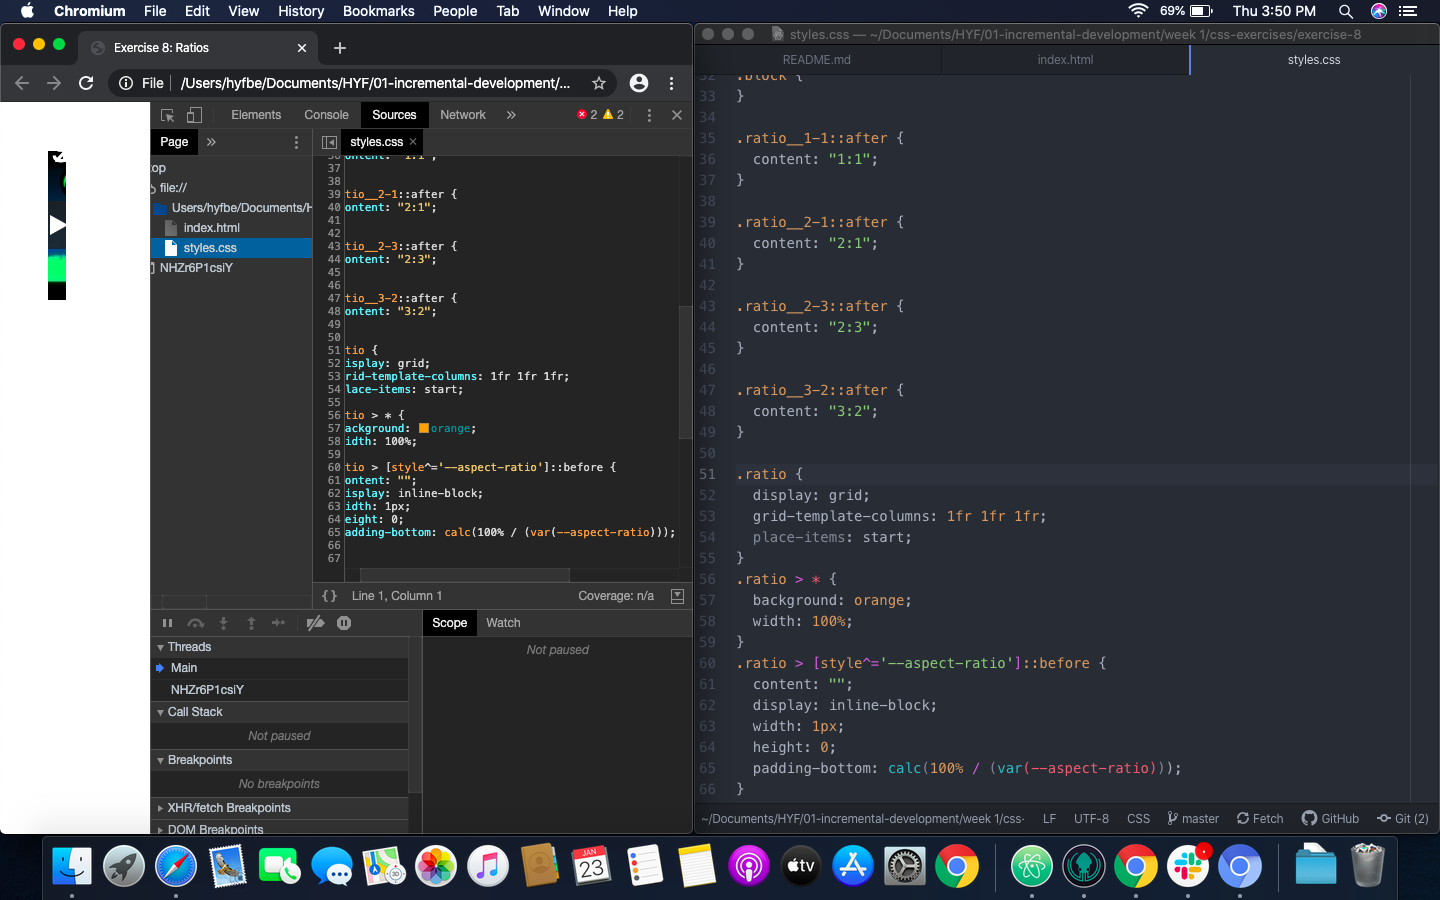 Chromium File Edit View History Bookmarks People Tab Window Help 69% Thu 3:50 PM
Exercise 8: Ratios
File /Users/hyfbe/Documents/HYF/01-incremental-development/...
Elements Console Sources Network » 2 2
Page » styles.css ×
top
file://
Users/hyfbe/Documents/H
index.html
styles.css
NHZr6P1csiY
36 ontent: "1:1";
37
38
39 tio__2-1::after {
40 ontent: "2:1";
41
42
43 tio__2-3::after {
44 ontent: "2:3";
45
46
47 tio__3-2::after {
48 ontent: "3:2";
49
50
51 tio {
52 isplay: grid;
53 rid-template-columns: 1fr 1fr 1fr;
54 lace-items: start;
55
56 tio > * {
57 ackground: orange;
58 idth: 100%;
59
60 tio > [style^='--aspect-ratio']::before {
61 ontent: "";
62 isplay: inline-block;
63 idth: 1px;
64 eight: 0;
65 adding-bottom: calc(100% / (var(--aspect-ratio)));
66
67
{} Line 1, Column 1 Coverage: n/a
Threads
Main
NHZr6P1csiY
Call Stack
Not paused
Breakpoints
No breakpoints
XHR/fetch Breakpoints
DOM Breakpoints
Scope Watch
Not paused
styles.css — ~/Documents/HYF/01-incremental-development/week 1/css-exercises/exercise-8
README.md index.html styles.css
32 .block {
33 }
34
35 .ratio__1-1::after {
36 content: "1:1";
37 }
38
39 .ratio__2-1::after {
40 content: "2:1";
41 }
42
43 .ratio__2-3::after {
44 content: "2:3";
45 }
46
47 .ratio__3-2::after {
48 content: "3:2";
49 }
50
51 .ratio {
52 display: grid;
53 grid-template-columns: 1fr 1fr 1fr;
54 place-items: start;
55 }
56 .ratio > * {
57 background: orange;
58 width: 100%;
59 }
60 .ratio > [style^='--aspect-ratio']::before {
61 content: "";
62 display: inline-block;
63 width: 1px;
64 height: 0;
65 padding-bottom: calc(100% / (var(--aspect-ratio)));
66 }
~/Documents/HYF/01-incremental-development/week 1/css- LF UTF-8 CSS master Fetch GitHub Git (2)
JAN
23
3D
tv